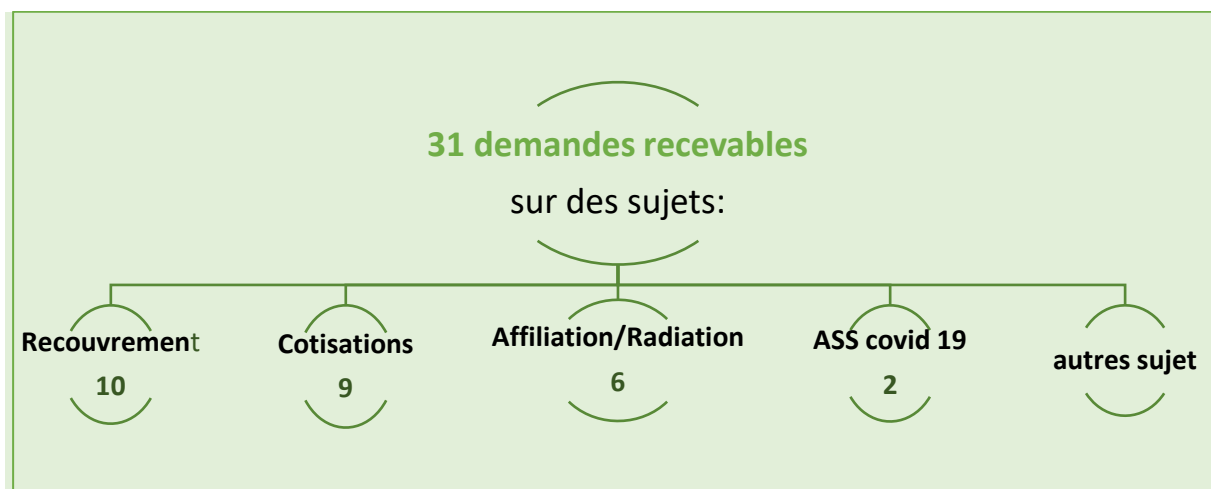 31 demandes recevables
sur des sujets:
Recouvrement
10
Cotisations
9
Affiliation/Radiation
6
ASS covid 19
2
autres sujet